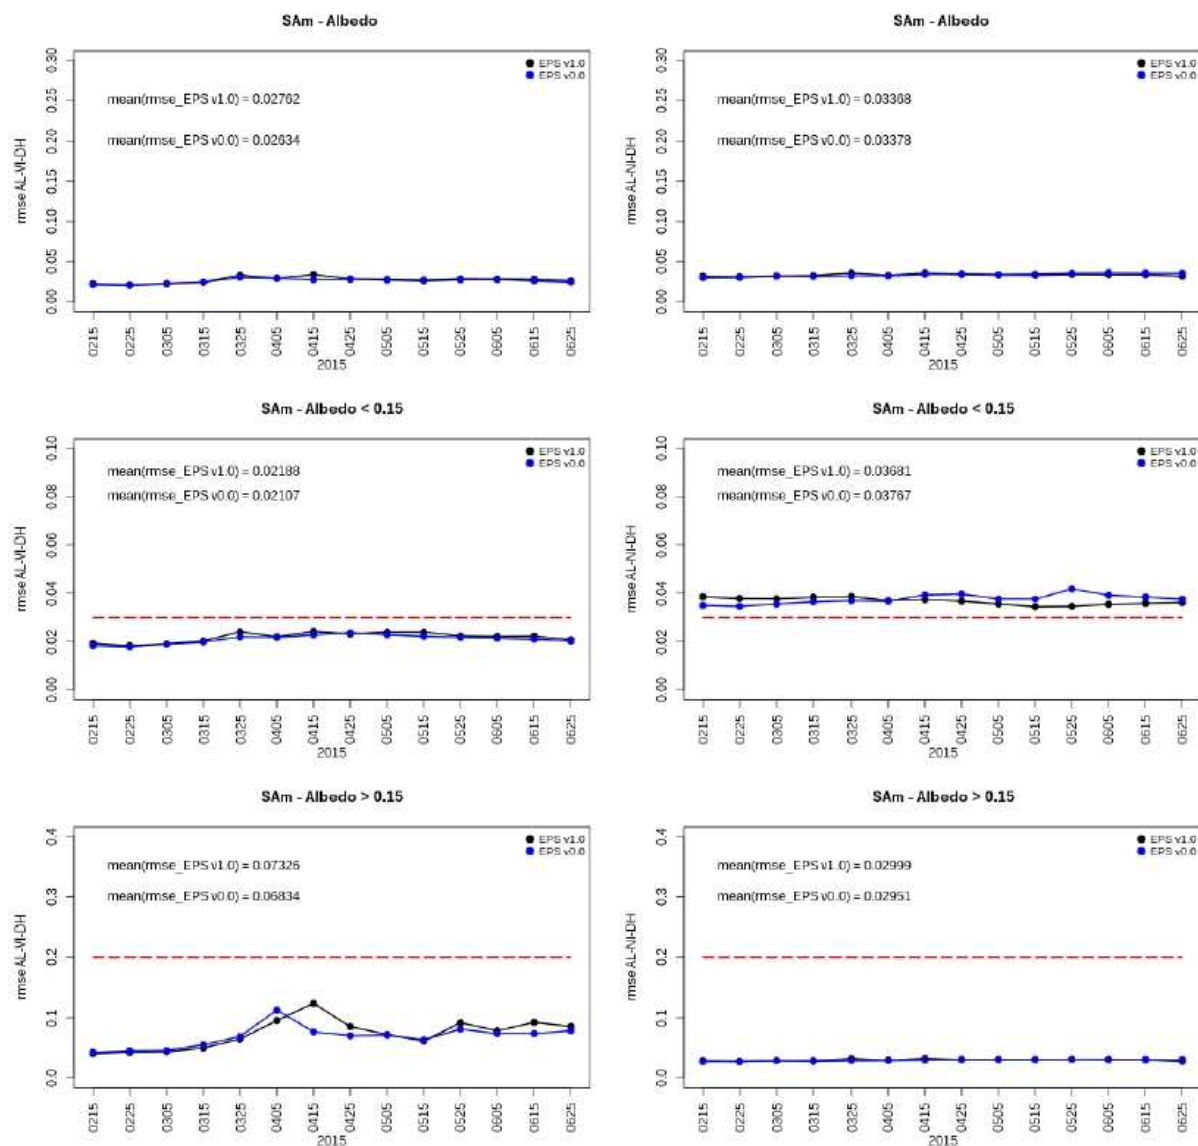 SAm - Albedo
EPS v1.0
EPS v0.0
mean(rmse_EPS v1.0) = 0.02762
mean(rmse_EPS v0.0) = 0.02634
rmse AL-VI-DH
0.30
0.25
0.20
0.15
0.10
0.05
0.00
0215 0225 0305 0315 0325 0405 0415 0425 0505 0515 0525 0605 0615 0625
2015
SAm - Albedo
EPS v1.0
EPS v0.0
mean(rmse_EPS v1.0) = 0.03368
mean(rmse_EPS v0.0) = 0.03378
rmse AL-NI-DH
0.30
0.25
0.20
0.15
0.10
0.05
0.00
0215 0225 0305 0315 0325 0405 0415 0425 0505 0515 0525 0605 0615 0625
2015
SAm - Albedo < 0.15
EPS v1.0
EPS v0.0
mean(rmse_EPS v1.0) = 0.02188
mean(rmse_EPS v0.0) = 0.02107
rmse AL-VI-DH
0.10
0.08
0.06
0.04
0.02
0.00
0215 0225 0305 0315 0325 0405 0415 0425 0505 0515 0525 0605 0615 0625
2015
SAm - Albedo < 0.15
EPS v1.0
EPS v0.0
mean(rmse_EPS v1.0) = 0.03681
mean(rmse_EPS v0.0) = 0.03767
rmse AL-NI-DH
0.10
0.08
0.06
0.04
0.02
0.00
0215 0225 0305 0315 0325 0405 0415 0425 0505 0515 0525 0605 0615 0625
2015
SAm - Albedo > 0.15
EPS v1.0
EPS v0.0
mean(rmse_EPS v1.0) = 0.07326
mean(rmse_EPS v0.0) = 0.06834
rmse AL-VI-DH
0.4
0.3
0.2
0.1
0.0
0215 0225 0305 0315 0325 0405 0415 0425 0505 0515 0525 0605 0615 0625
2015
SAm - Albedo > 0.15
EPS v1.0
EPS v0.0
mean(rmse_EPS v1.0) = 0.02999
mean(rmse_EPS v0.0) = 0.02951
rmse AL-NI-DH
0.4
0.3
0.2
0.1
0.0
0215 0225 0305 0315 0325 0405 0415 0425 0505 0515 0525 0605 0615 0625
2015